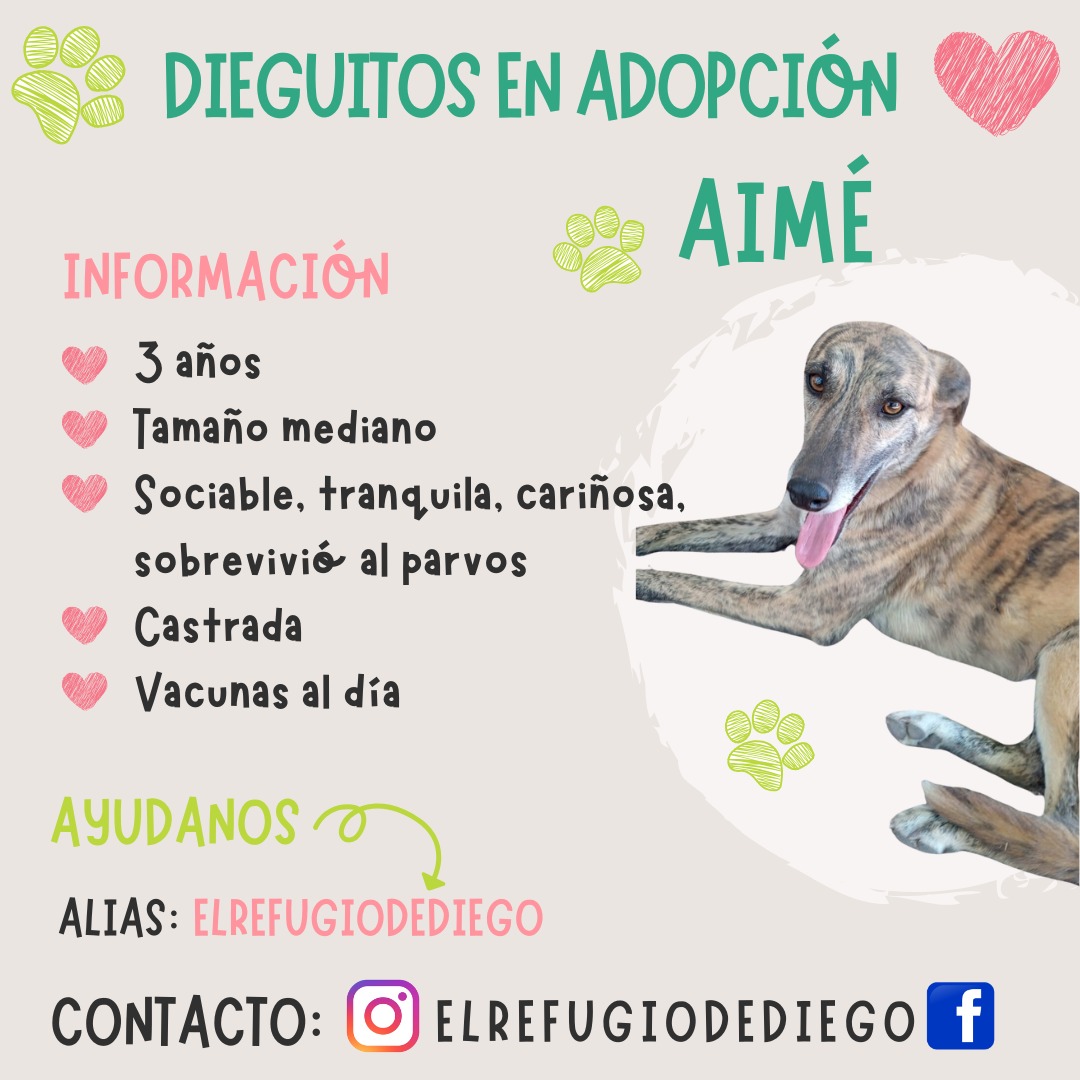 DIEGUITOS EN ADOPCIÓN
AIMÉ
INFORMACIÓN
3 años
Tamaño mediano
Sociable, tranquila, cariñosa,
sobrevivió al parvos
Castrada
Vacunas al día
AYUDANOS
ALIAS: ELREFUGIODEDIEGO
CONTACTO: ELREFUGIODEDIEGO